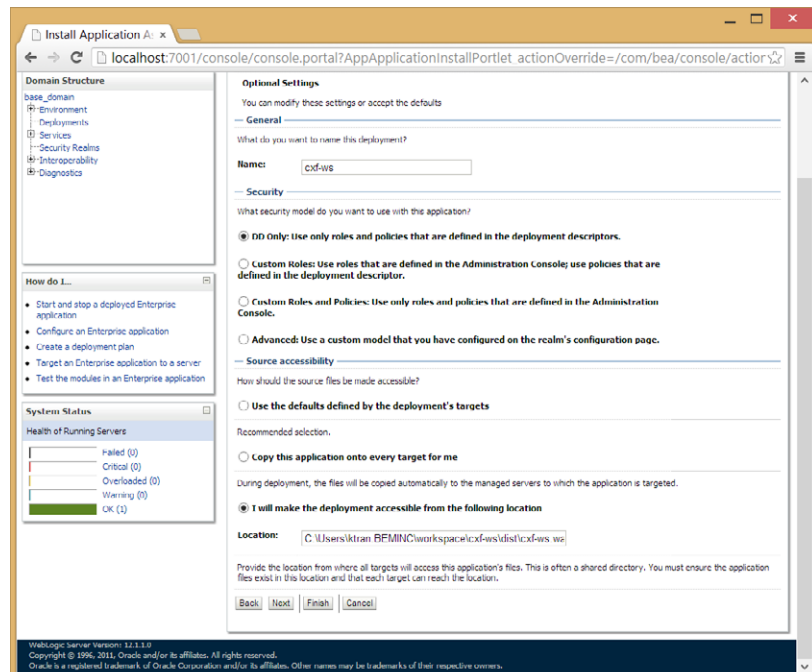 Install Application A
localhost:7001/console/console.portal?AppApplicationInstallPortlet_actionOverride=/com/bea/console/action
Domain Structure
base_domain
Environment
Deployments
Services
Security Realms
Interoperability
Diagnostics
How do I...
Start and stop a deployed Enterprise
application
Configure an Enterprise application
Create a deployment plan
Target an Enterprise application to a server
Test the modules in an Enterprise application
System Status
Health of Running Servers
Failed (0)
Critical (0)
Overloaded (0)
Warning (0)
OK (1)
Optional Settings
You can modify these settings or accept the defaults
General
What do you want to name this deployment?
Name: cxf-ws
Security
What security model do you want to use with this application?
DD Only: Use only roles and policies that are defined in the deployment descriptors.
Custom Roles: Use roles that are defined in the Administration Console; use policies that are
defined in the deployment descriptor.
Custom Roles and Policies: Use only roles and policies that are defined in the Administration
Console.
Advanced: Use a custom model that you have configured on the realm's configuration page.
Source accessibility
How should the source files be made accessible?
Use the defaults defined by the deployment's targets
Recommended selection.
Copy this application onto every target for me
During deployment, the files will be copied automatically to the managed servers to which the application is targeted.
I will make the deployment accessible from the following location
Location: C:\Users\ktran.BEMINC\workspace\cxf-ws\dist\cxf-ws.wa
Provide the location from where all targets will access this application's files. This is often a shared directory. You must ensure the application
files exist in this location and that each target can reach the location.
Back Next Finish Cancel
WebLogic Server Version: 12.1.1.0
Copyright © 1996, 2011, Oracle and/or its affiliates. All rights reserved.
Oracle is a registered trademark of Oracle Corporation and/or its affiliates. Other names may be trademarks of their respective owners.